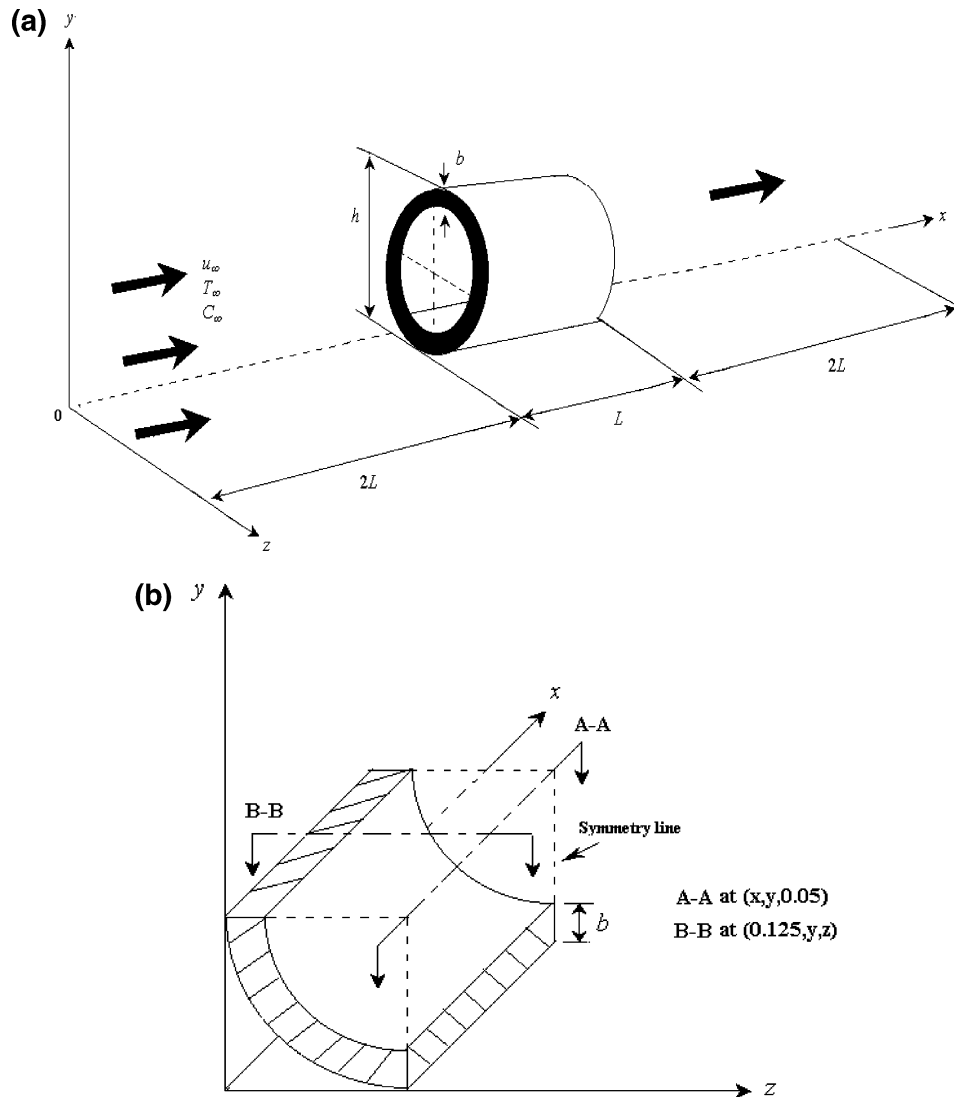 (a)
y
b
h
x
u∞
T∞
C∞
0
2L
L
2L
z
(b)
y
x
A-A
B-B
Symmetry line
A-A at (x,y,0.05)
b
B-B at (0.125,y,z)
z